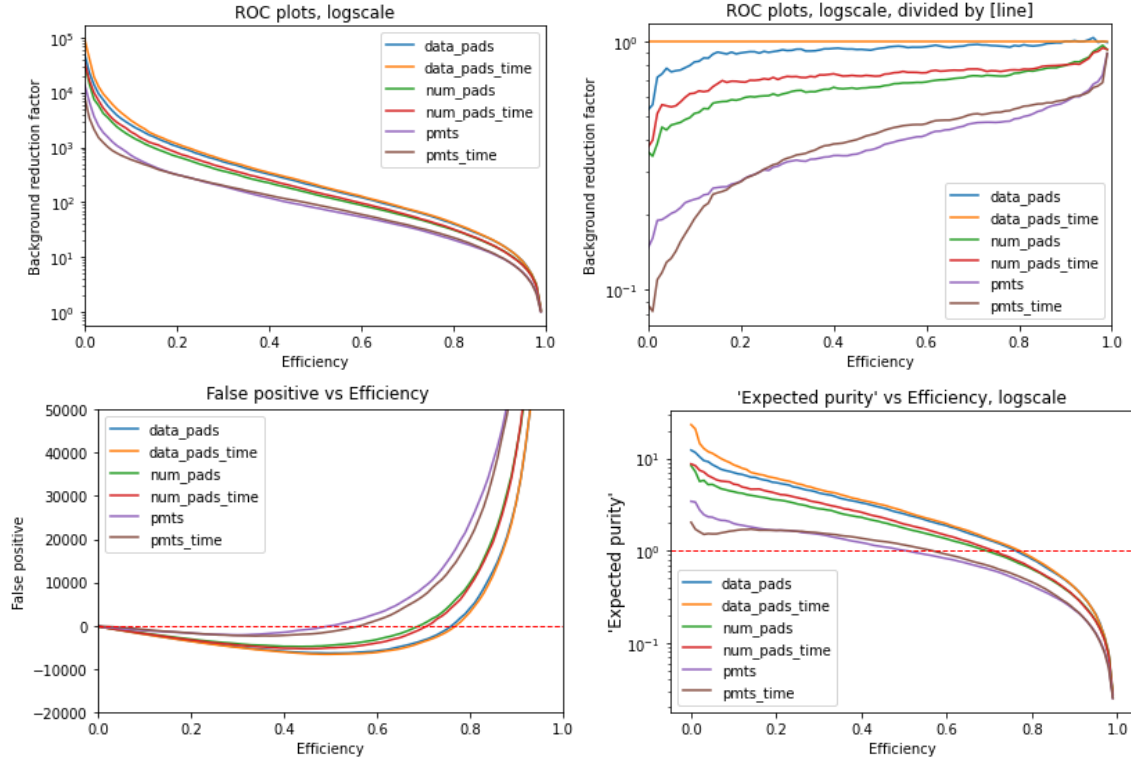 ROC plots, logscale
Background reduction factor
10^5
10^4
10^3
10^2
10^1
10^0
data_pads
data_pads_time
num_pads
num_pads_time
pmts
pmts_time
0.0 0.2 0.4 0.6 0.8 1.0
Efficiency
ROC plots, logscale, divided by [line]
Background reduction factor
10^0
10^-1
data_pads
data_pads_time
num_pads
num_pads_time
pmts
pmts_time
0.0 0.2 0.4 0.6 0.8 1.0
Efficiency
False positive vs Efficiency
False positive
50000
40000
30000
20000
10000
0
-10000
-20000
data_pads
data_pads_time
num_pads
num_pads_time
pmts
pmts_time
0.0 0.2 0.4 0.6 0.8 1.0
Efficiency
'Expected purity' vs Efficiency, logscale
'Expected purity'
10^1
10^0
10^-1
data_pads
data_pads_time
num_pads
num_pads_time
pmts
pmts_time
0.0 0.2 0.4 0.6 0.8 1.0
Efficiency